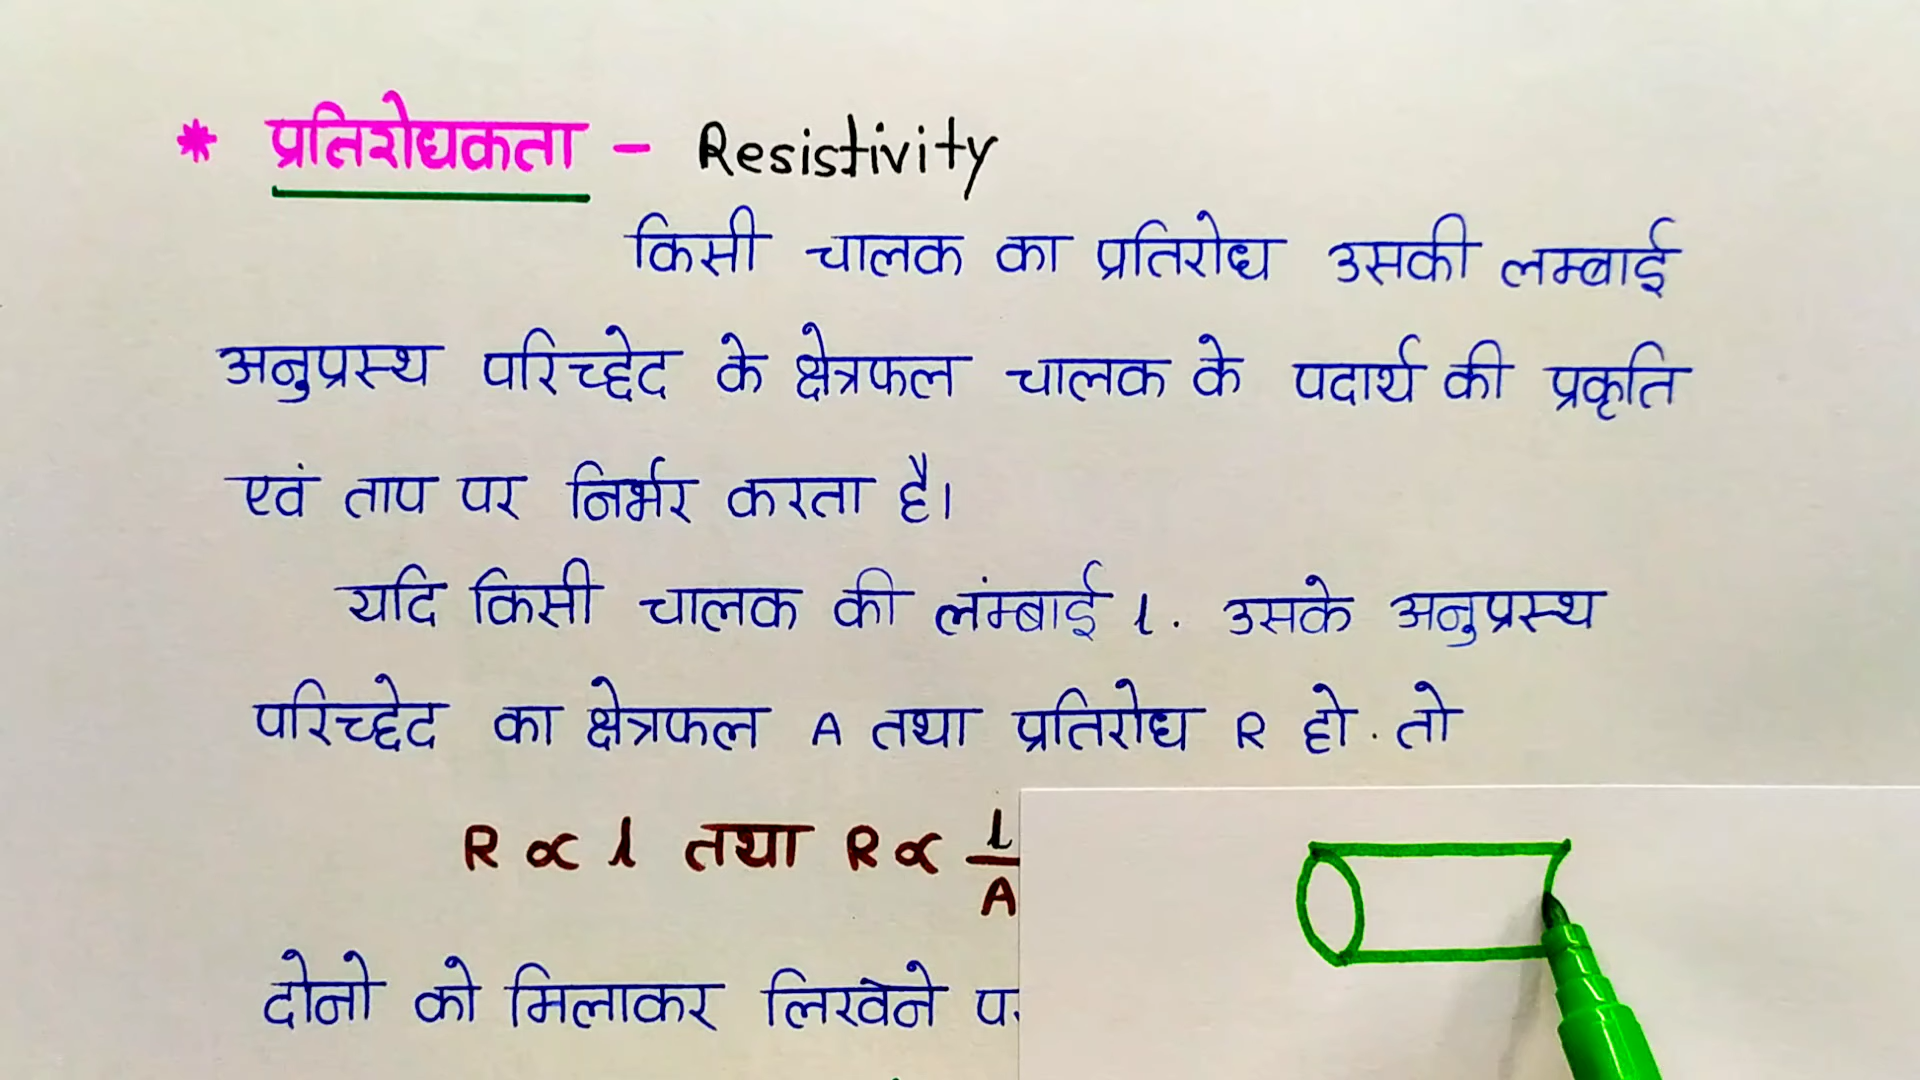 * प्रतिरोधकता - Resistivity
किसी चालक का प्रतिरोध उसकी लम्बाई
अनुप्रस्थ परिच्छेद के क्षेत्रफल चालक के पदार्थ की प्रकृति
एवं ताप पर निर्भर करता है।
यदि किसी चालक की लंम्बाई l. उसके अनुप्रस्थ
परिच्छेद का क्षेत्रफल A तथा प्रतिरोध R हो. तो
R ∝ l तथा R ∝ l/A
दोनो को मिलाकर लिखने